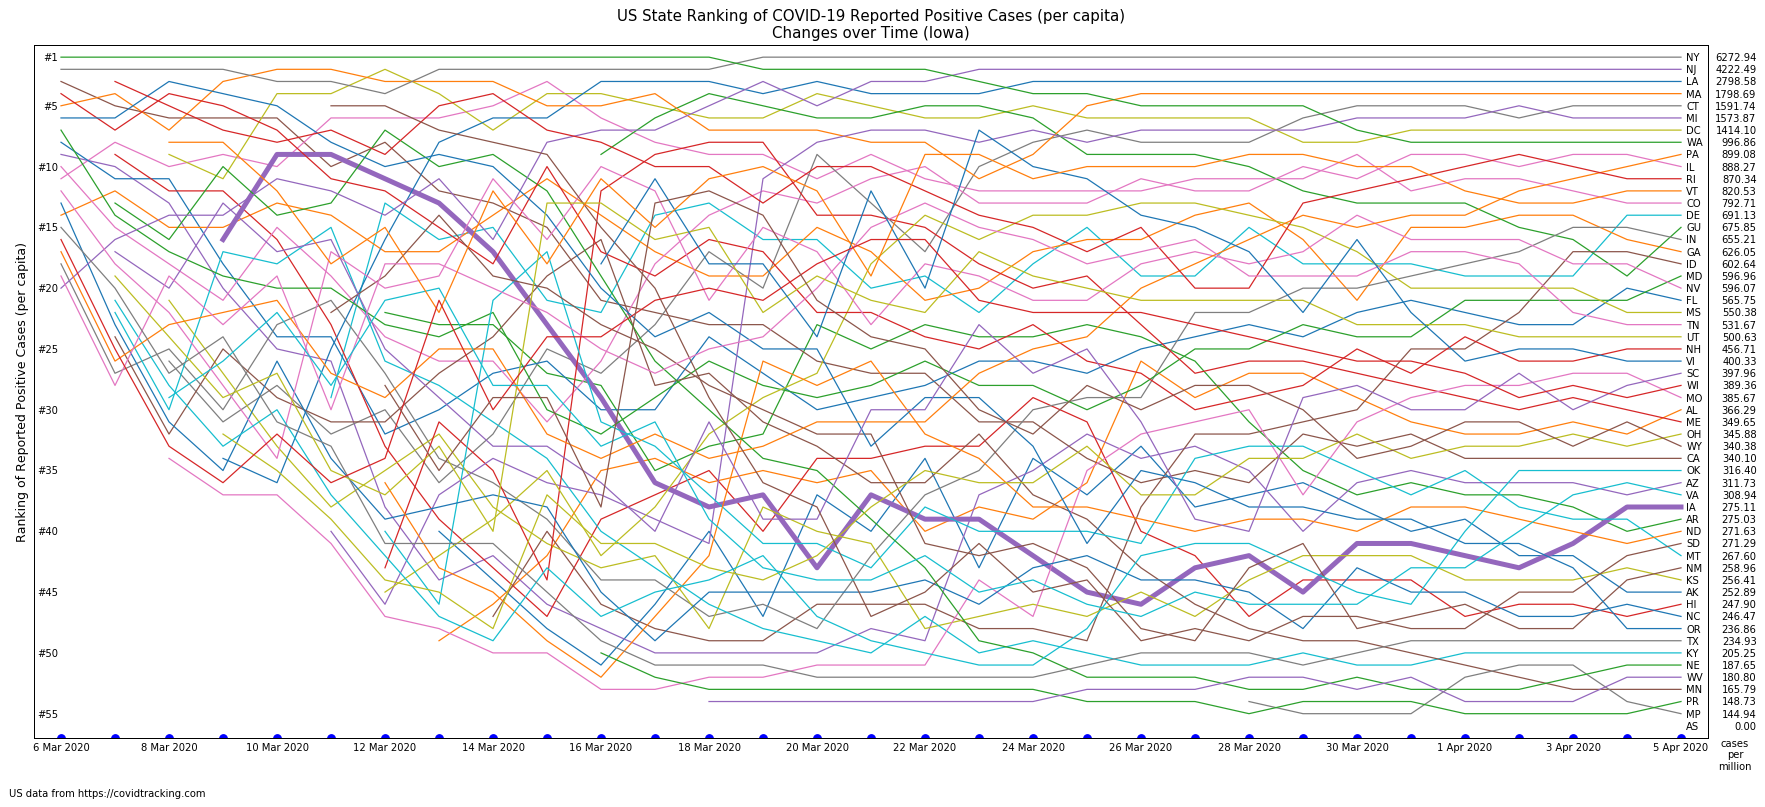 US State Ranking of COVID-19 Reported Positive Cases (per capita)
Changes over Time (Iowa)
Ranking of Reported Positive Cases (per capita)
#1
#5
#10
#15
#20
#25
#30
#35
#40
#45
#50
#55
NY 6272.94
NJ 4222.49
LA 2798.58
MA 1798.69
CT 1591.74
MI 1573.87
DC 1414.10
WA 996.86
PA 899.08
IL 888.27
RI 870.34
VT 820.53
CO 792.71
DE 691.13
GU 675.85
IN 655.21
GA 626.05
ID 602.64
MD 596.96
NV 596.07
FL 565.75
MS 550.38
TN 531.67
UT 500.63
NH 456.71
VI 400.33
SC 397.96
WI 389.36
MO 385.67
AL 366.29
ME 349.65
OH 345.88
WY 340.38
CA 340.10
OK 316.40
AZ 311.73
VA 308.94
IA 275.11
AR 275.03
ND 271.63
SD 271.29
MT 267.60
NM 258.96
KS 256.41
AK 252.89
HI 247.90
NC 246.47
OR 236.86
TX 234.93
KY 205.25
NE 187.65
WV 180.80
MN 165.79
PR 148.73
MP 144.94
AS 0.00
6 Mar 2020 8 Mar 2020 10 Mar 2020 12 Mar 2020 14 Mar 2020 16 Mar 2020 18 Mar 2020 20 Mar 2020 22 Mar 2020 24 Mar 2020 26 Mar 2020 28 Mar 2020 30 Mar 2020 1 Apr 2020 3 Apr 2020 5 Apr 2020
cases
per
million
US data from https://covidtracking.com